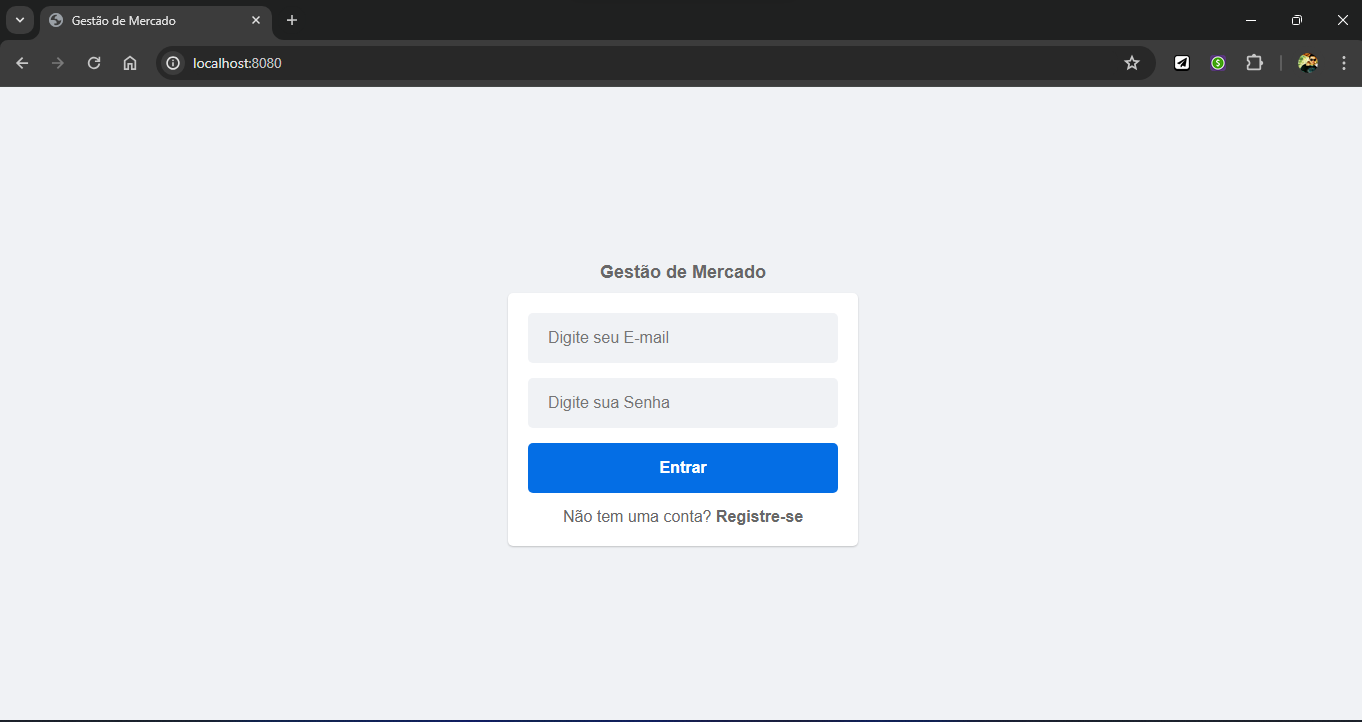 Gestão de Mercado
localhost:8080
Gestão de Mercado
Digite seu E-mail
Digite sua Senha
Entrar
Não tem uma conta? Registre-se